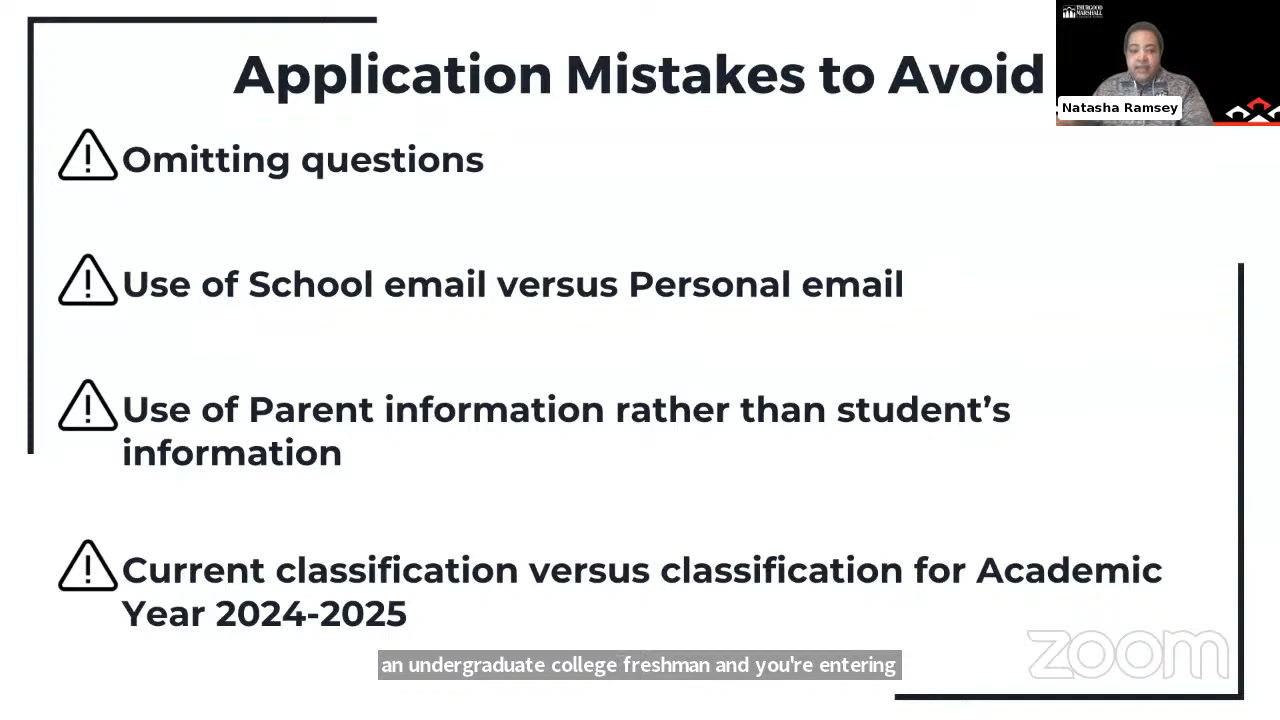 Application Mistakes to Avoid
THURGOOD
MARSHALL
Natasha Ramsey
Omitting questions
Use of School email versus Personal email
Use of Parent information rather than student's
information
Current classification versus classification for Academic
Year 2024-2025
an undergraduate college freshman and you're entering
zoom